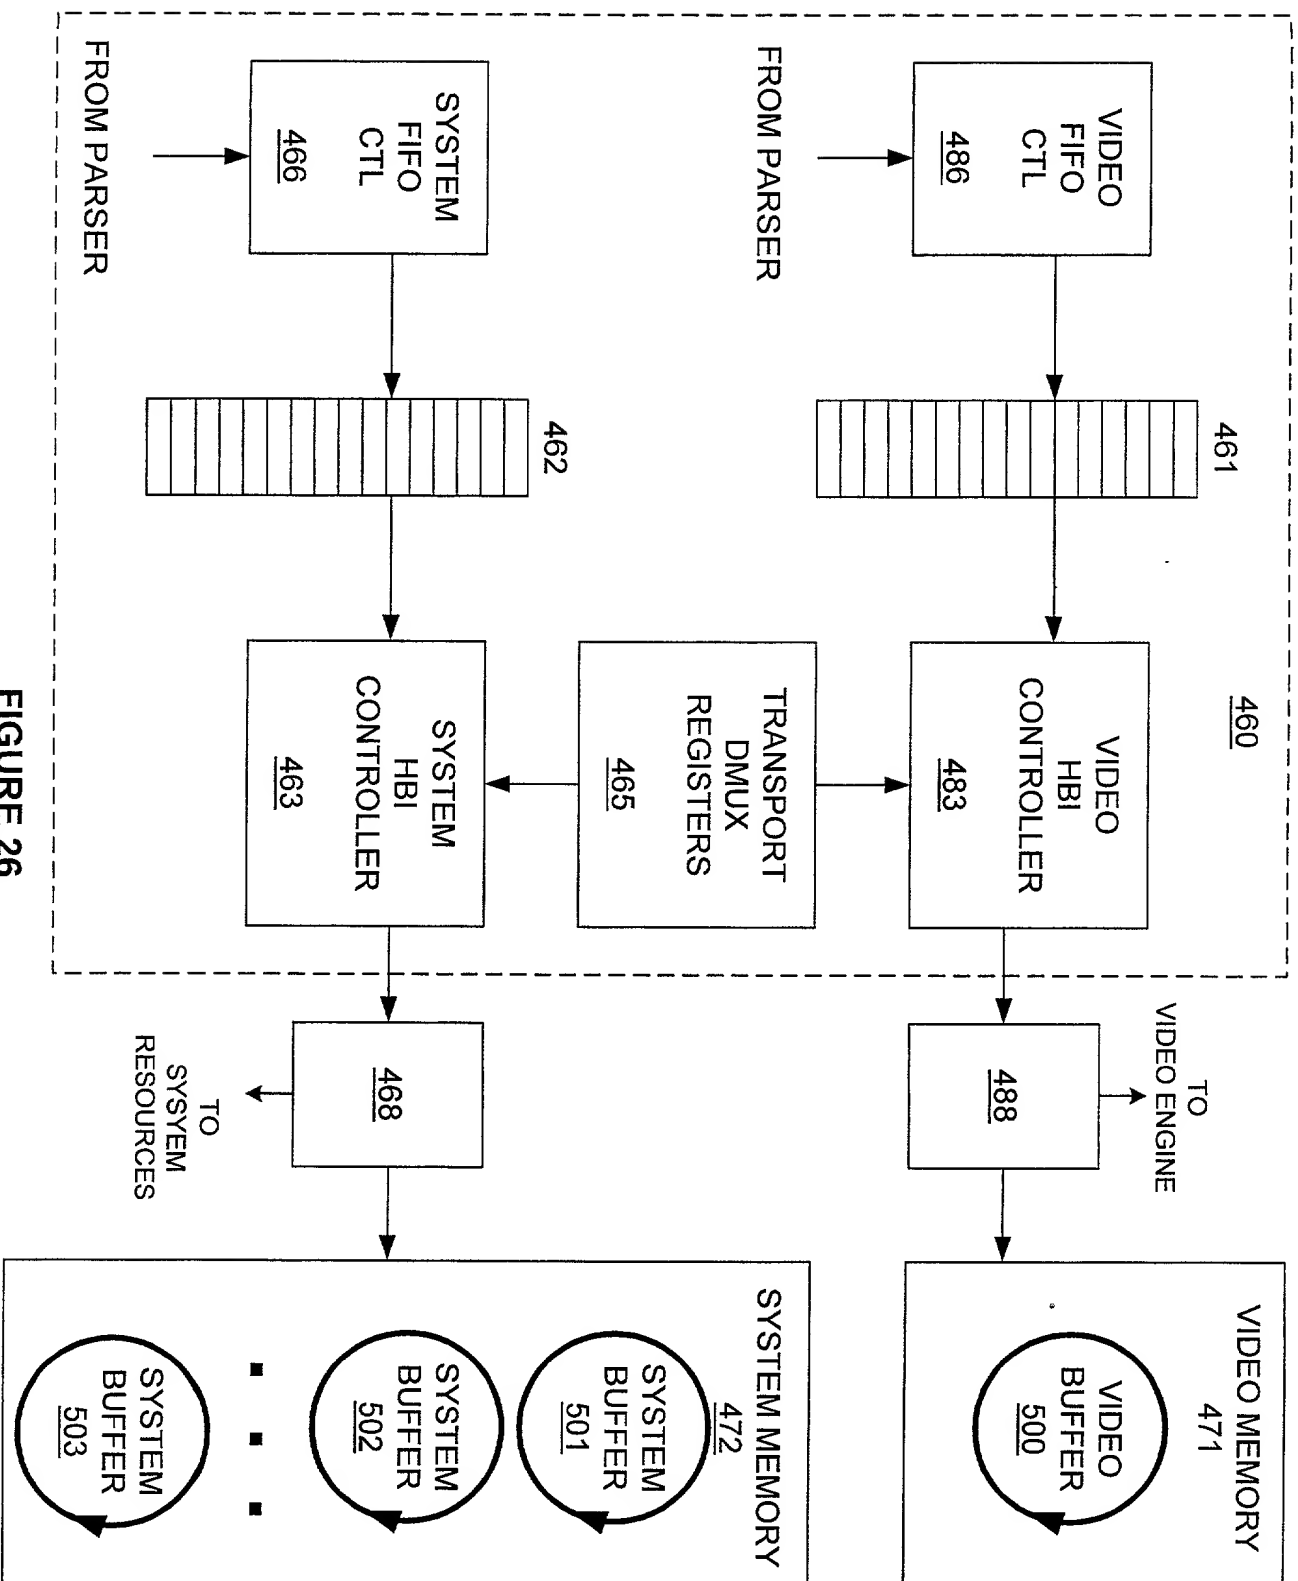 460
461
VIDEO
FIFO
CTL
486
FROM PARSER
VIDEO
HBI
CONTROLLER
483
TO
VIDEO ENGINE
488
VIDEO MEMORY
471
VIDEO
BUFFER
500
TRANSPORT
DMUX
REGISTERS
465
462
SYSTEM
FIFO
CTL
466
FROM PARSER
SYSTEM
HBI
CONTROLLER
463
468
TO
SYSYEM
RESOURCES
SYSTEM MEMORY
472
SYSTEM
BUFFER
501
SYSTEM
BUFFER
502
SYSTEM
BUFFER
503
FIGURE 26